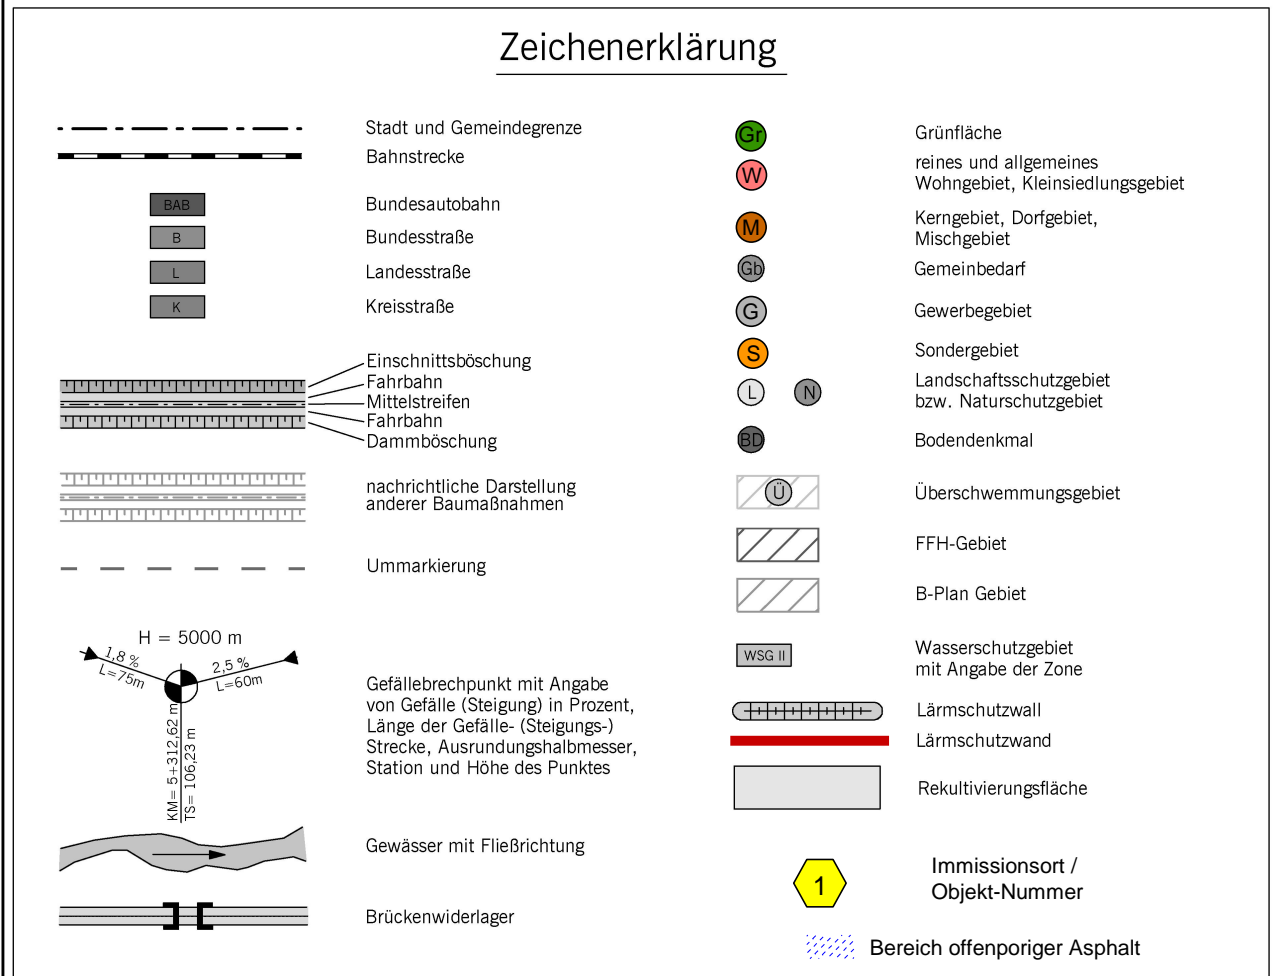 Zeichenerklärung
Stadt und Gemeindegrenze
Bahnstrecke
BAB
Bundesautobahn
B
Bundesstraße
L
Landesstraße
K
Kreisstraße
Einschnittsböschung
Fahrbahn
Mittelstreifen
Fahrbahn
Dammböschung
nachrichtliche Darstellung
anderer Baumaßnahmen
Ummarkierung
H = 5000 m
1,8 %
L=75m
2,5 %
L=60m
KM= 5+312,62 m
TS= 106,23 m
Gefällebrechpunkt mit Angabe
von Gefälle (Steigung) in Prozent,
Länge der Gefälle- (Steigungs-)
Strecke, Ausrundungshalbmesser,
Station und Höhe des Punktes
Gewässer mit Fließrichtung
Brückenwiderlager
Gr
Grünfläche
W
reines und allgemeines
Wohngebiet, Kleinsiedlungsgebiet
M
Kerngebiet, Dorfgebiet,
Mischgebiet
Gb
Gemeinbedarf
G
Gewerbegebiet
S
Sondergebiet
L
N
Landschaftsschutzgebiet
bzw. Naturschutzgebiet
BD
Bodendenkmal
Ü
Überschwemmungsgebiet
FFH-Gebiet
B-Plan Gebiet
WSG II
Wasserschutzgebiet
mit Angabe der Zone
Lärmschutzwall
Lärmschutzwand
Rekultivierungsfläche
1
Immissionsort /
Objekt-Nummer
Bereich offenporiger Asphalt